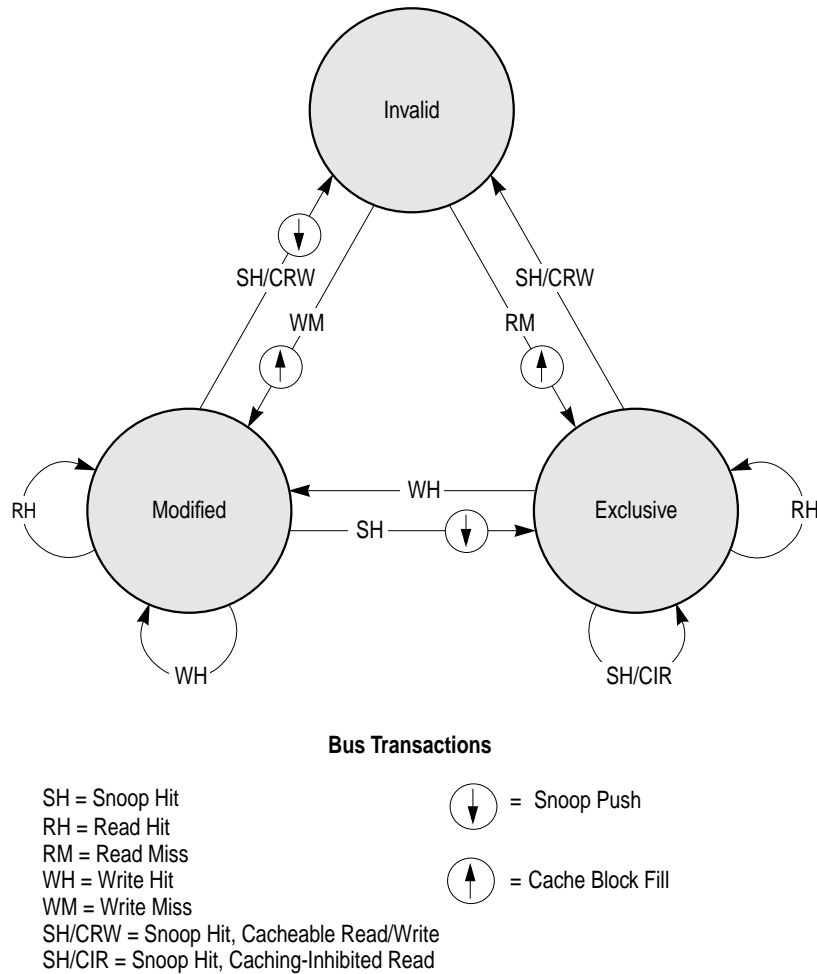 Invalid
SH/CRW
SH/CRW
WM
RM
WH
RH
Modified
Exclusive
RH
SH
WH
SH/CIR
Bus Transactions
SH = Snoop Hit
= Snoop Push
RH = Read Hit
RM = Read Miss
WH = Write Hit
= Cache Block Fill
WM = Write Miss
SH/CRW = Snoop Hit, Cacheable Read/Write
SH/CIR = Snoop Hit, Caching-Inhibited Read